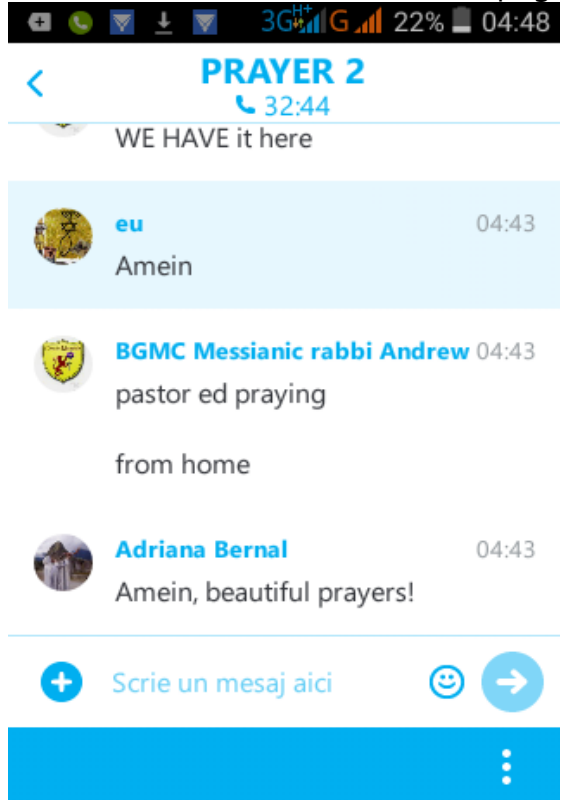 3G H+ G 22% 04:48
PRAYER 2
32:44
WE HAVE it here
eu 04:43
Amein
BGMC Messianic rabbi Andrew 04:43
pastor ed praying
from home
Adriana Bernal 04:43
Amein, beautiful prayers!
Scrie un mesaj aici